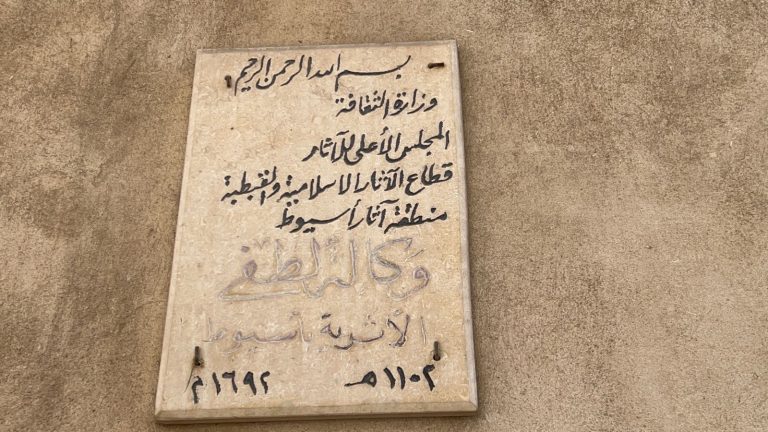 بسم الله الرحمن الرحيم
وزارة الثقافة
المجلس الأعلى للآثار
قطاع الآثار الاسلامية والقبطية
منطقة آثار أسيوط
وكالة لطفي
الأثرية بأسيوط
١١٠٢هـ ١٦٩٢م